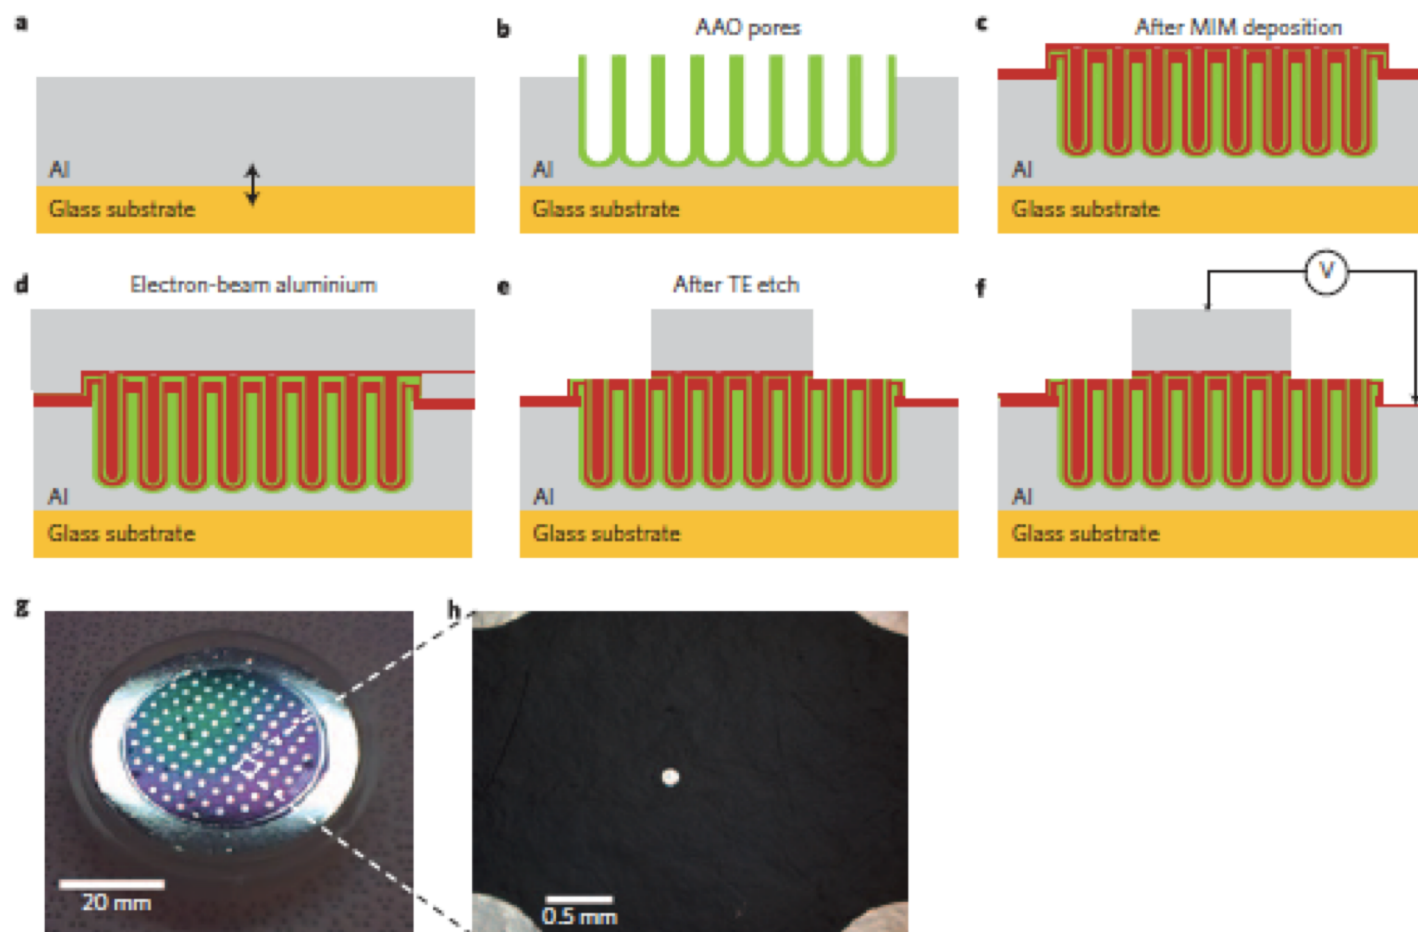 a
b
AAO pores
c
After MIM deposition
Al
Glass substrate
Al
Glass substrate
Al
Glass substrate
d
Electron-beam aluminium
e
After TE etch
f
V
Al
Glass substrate
Al
Glass substrate
Al
Glass substrate
g
h
20 mm
0.5 mm